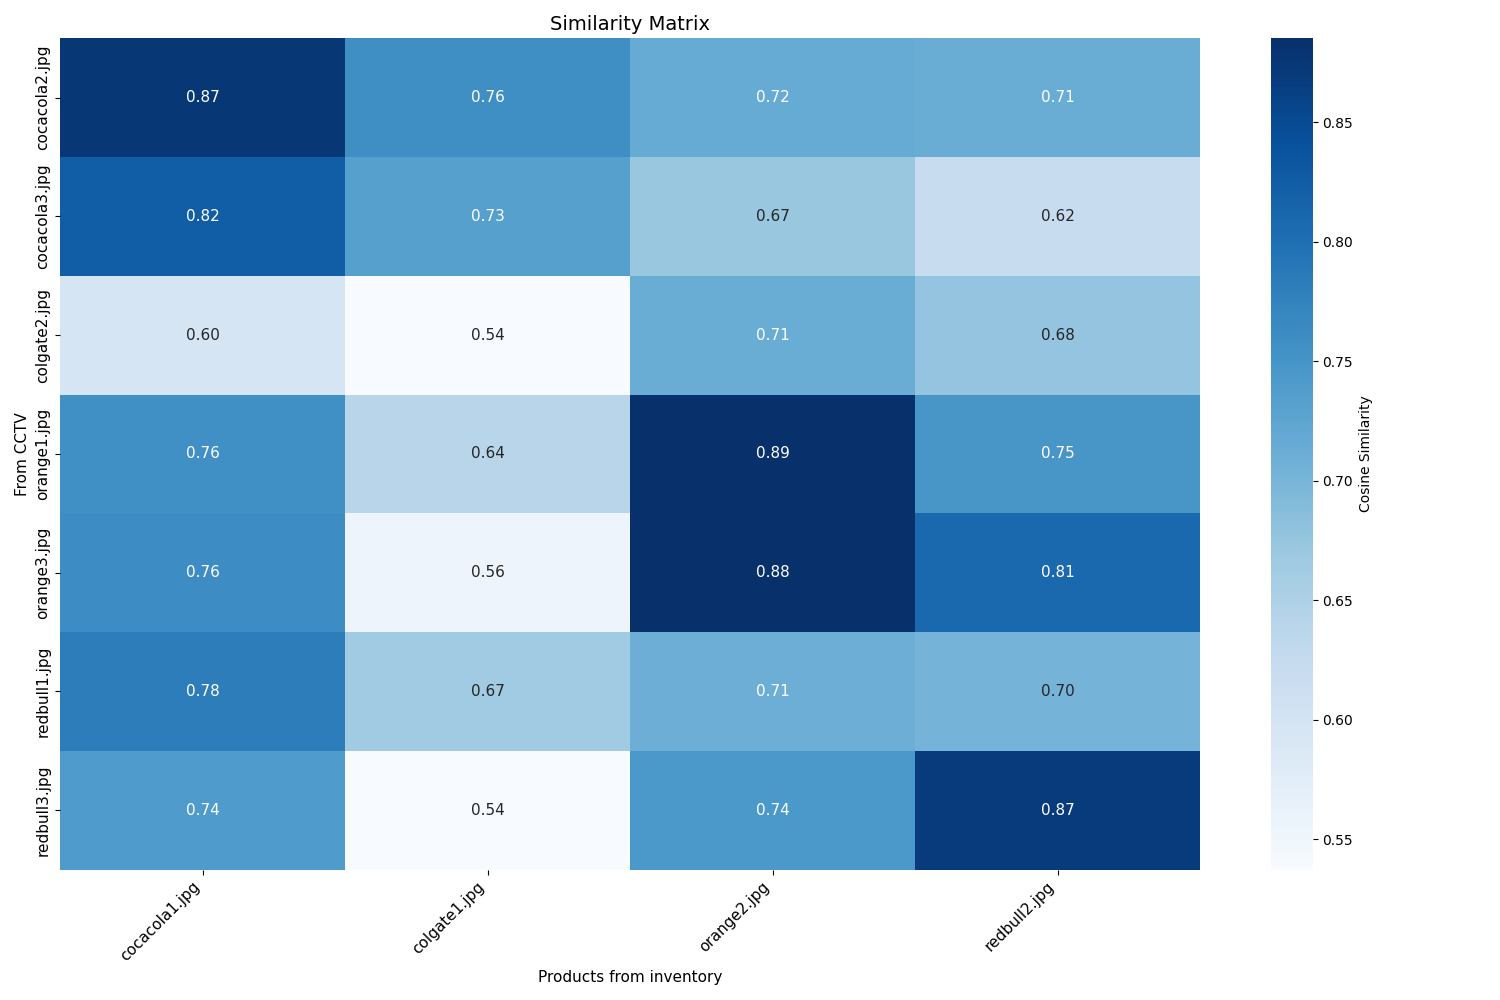 Similarity Matrix
From CCTV
cocacola2.jpg 0.87 0.76 0.72 0.71
cocacola3.jpg 0.82 0.73 0.67 0.62
colgate2.jpg 0.60 0.54 0.71 0.68
orange1.jpg 0.76 0.64 0.89 0.75
orange3.jpg 0.76 0.56 0.88 0.81
redbull1.jpg 0.78 0.67 0.71 0.70
redbull3.jpg 0.74 0.54 0.74 0.87
cocacola1.jpg colgate1.jpg orange2.jpg redbull2.jpg
Products from inventory
0.85
0.80
0.75
0.70
0.65
0.60
0.55
Cosine Similarity